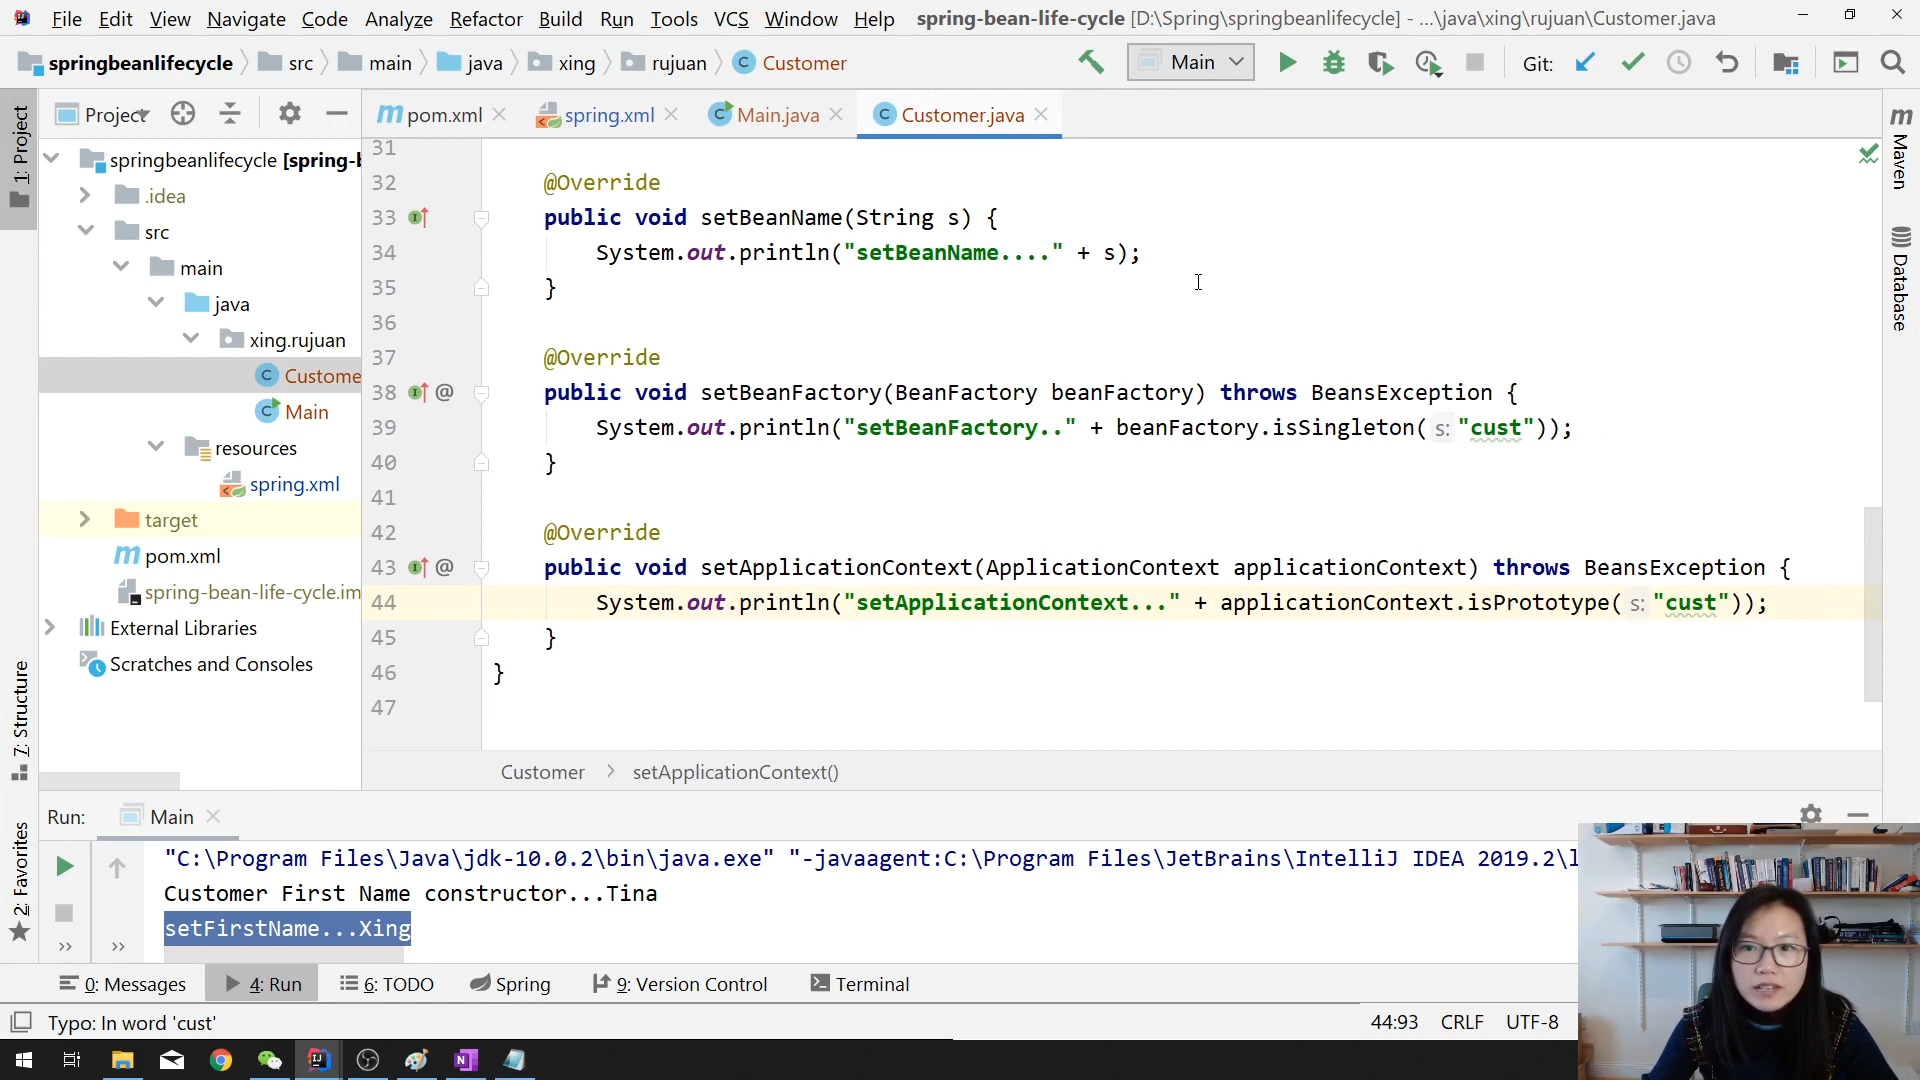 File Edit View Navigate Code Analyze Refactor Build Run Tools VCS Window Help spring-bean-life-cycle [D:\Spring\springbeanlifecycle] - ...\java\xing\rujuan\Customer.java
springbeanlifecycle src main java xing rujuan Customer Main Git:
1: Project
Project
pom.xml spring.xml Main.java Customer.java
springbeanlifecycle [spring-b
.idea
src
main
java
xing.rujuan
Custome
Main
resources
spring.xml
target
pom.xml
spring-bean-life-cycle.im
External Libraries
Scratches and Consoles
31
32 @Override
33 public void setBeanName(String s) {
34 System.out.println("setBeanName...." + s);
35 }
36
37 @Override
38 @ public void setBeanFactory(BeanFactory beanFactory) throws BeansException {
39 System.out.println("setBeanFactory.." + beanFactory.isSingleton( s: "cust"));
40 }
41
42 @Override
43 @ public void setApplicationContext(ApplicationContext applicationContext) throws BeansException {
44 System.out.println("setApplicationContext..." + applicationContext.isPrototype( s: "cust"));
45 }
46 }
47
Customer setApplicationContext()
Maven
Database
7: Structure
2: Favorites
Run: Main
"C:\Program Files\Java\jdk-10.0.2\bin\java.exe" "-javaagent:C:\Program Files\JetBrains\IntelliJ IDEA 2019.2\l
Customer First Name constructor...Tina
setFirstName...Xing
0: Messages 4: Run 6: TODO Spring 9: Version Control Terminal
Typo: In word 'cust' 44:93 CRLF UTF-8